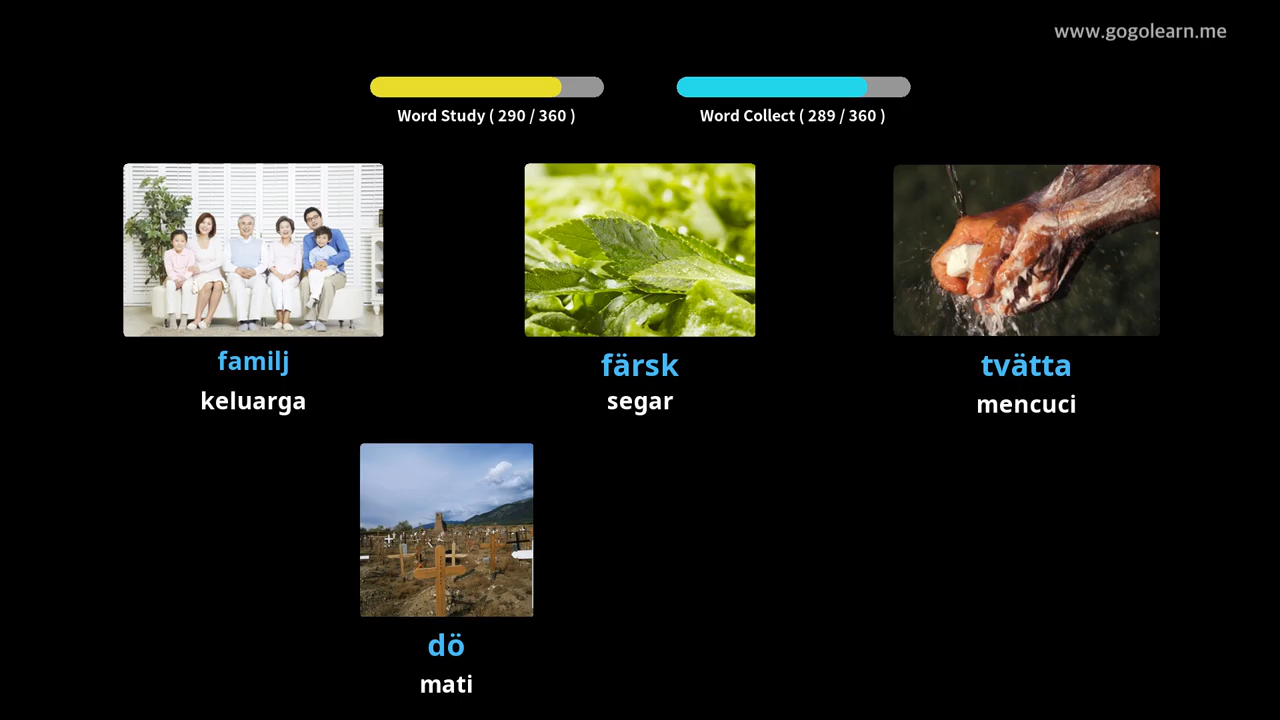 www.gogolearn.me
Word Study ( 290 / 360 )
Word Collect ( 289 / 360 )
familj
keluarga
färsk
segar
tvätta
mencuci
dö
mati